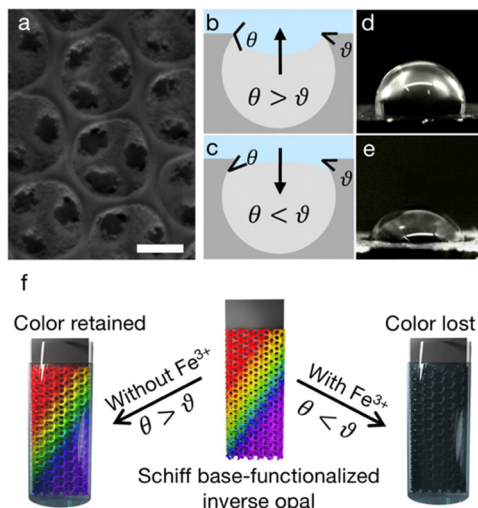 a
b
θ
ϑ
θ > ϑ
c
θ
ϑ
θ < ϑ
d
e
f
Color retained
Without Fe³⁺
θ > ϑ
Schiff base-functionalized
inverse opal
With Fe³⁺
θ < ϑ
Color lost